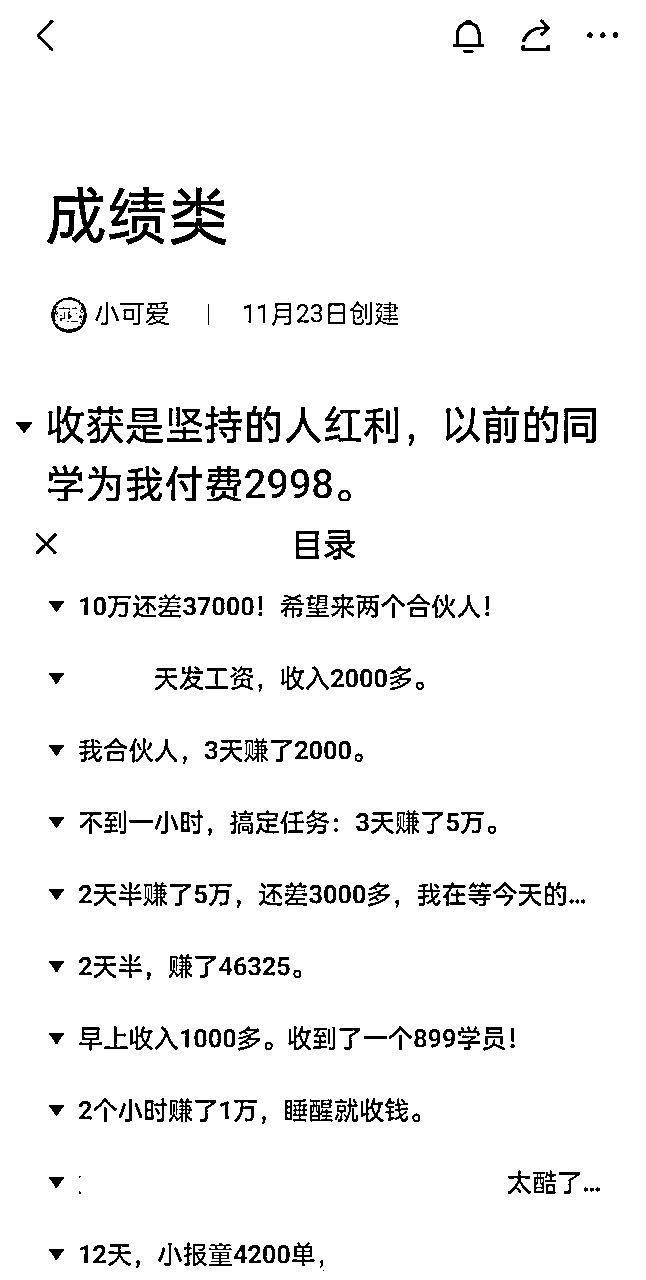 成绩类
小可爱 | 11月23日创建
收获是坚持的人红利，以前的同
学为我付费2998。
目录
10万还差37000！希望来两个合伙人！
天发工资，收入2000多。
我合伙人，3天赚了2000。
不到一小时，搞定任务：3天赚了5万。
2天半赚了5万，还差3000多，我在等今天的...
2天半，赚了46325。
早上收入1000多。收到了一个899学员！
2个小时赚了1万，睡醒就收钱。
太酷了...
12天，小报童4200单，